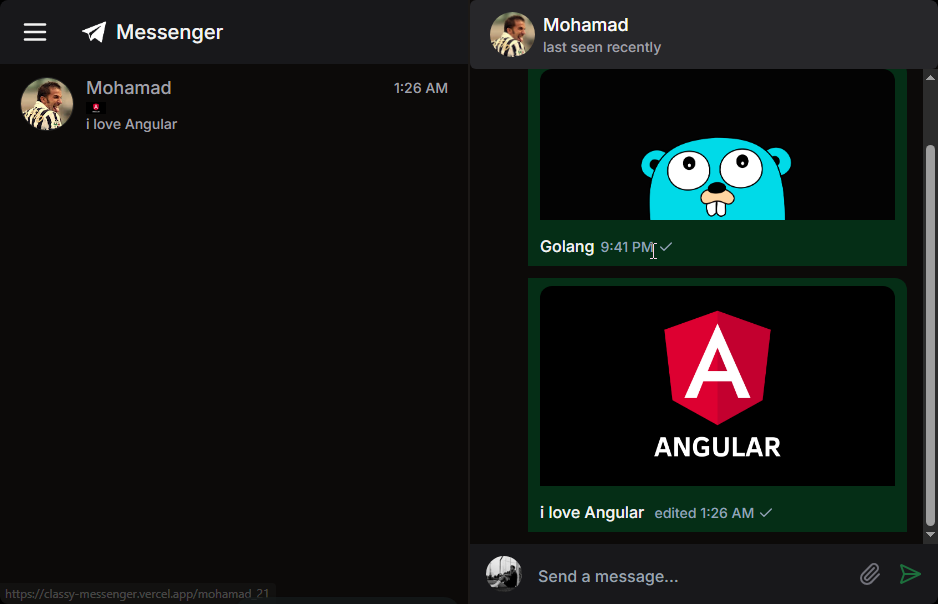 Messenger
Mohamad
1:26 AM
i love Angular
https://classy-messenger.vercel.app/mohamad_21
Mohamad
last seen recently
Golang 9:41 PM
ANGULAR
i love Angular edited 1:26 AM
Send a message...